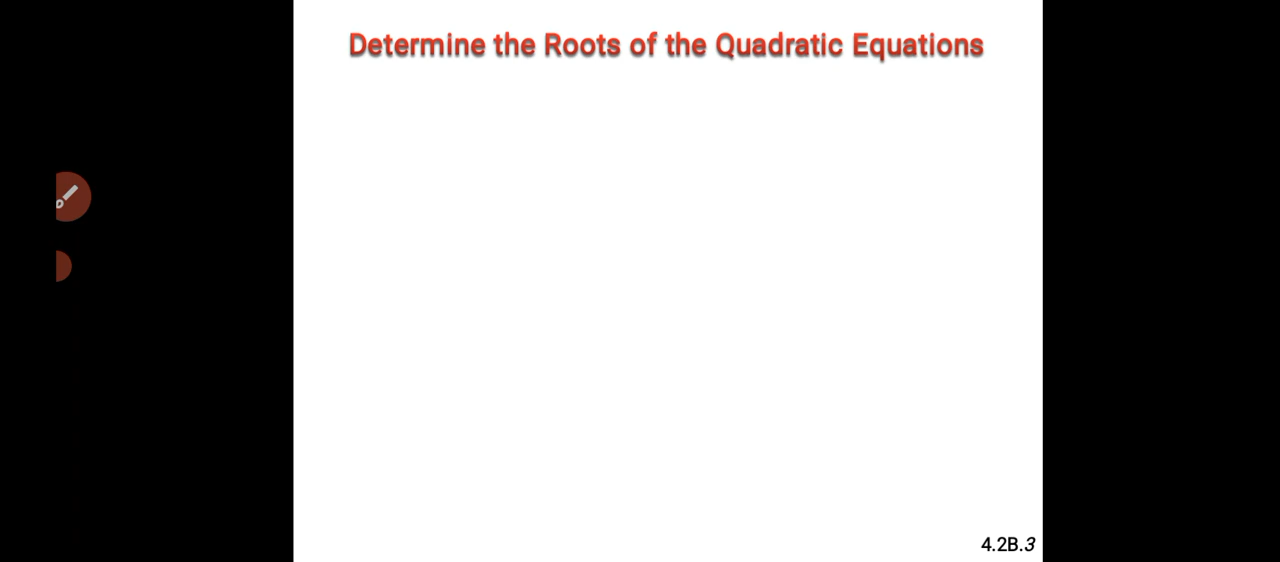 Determine the Roots of the Quadratic Equations
4.2B.3